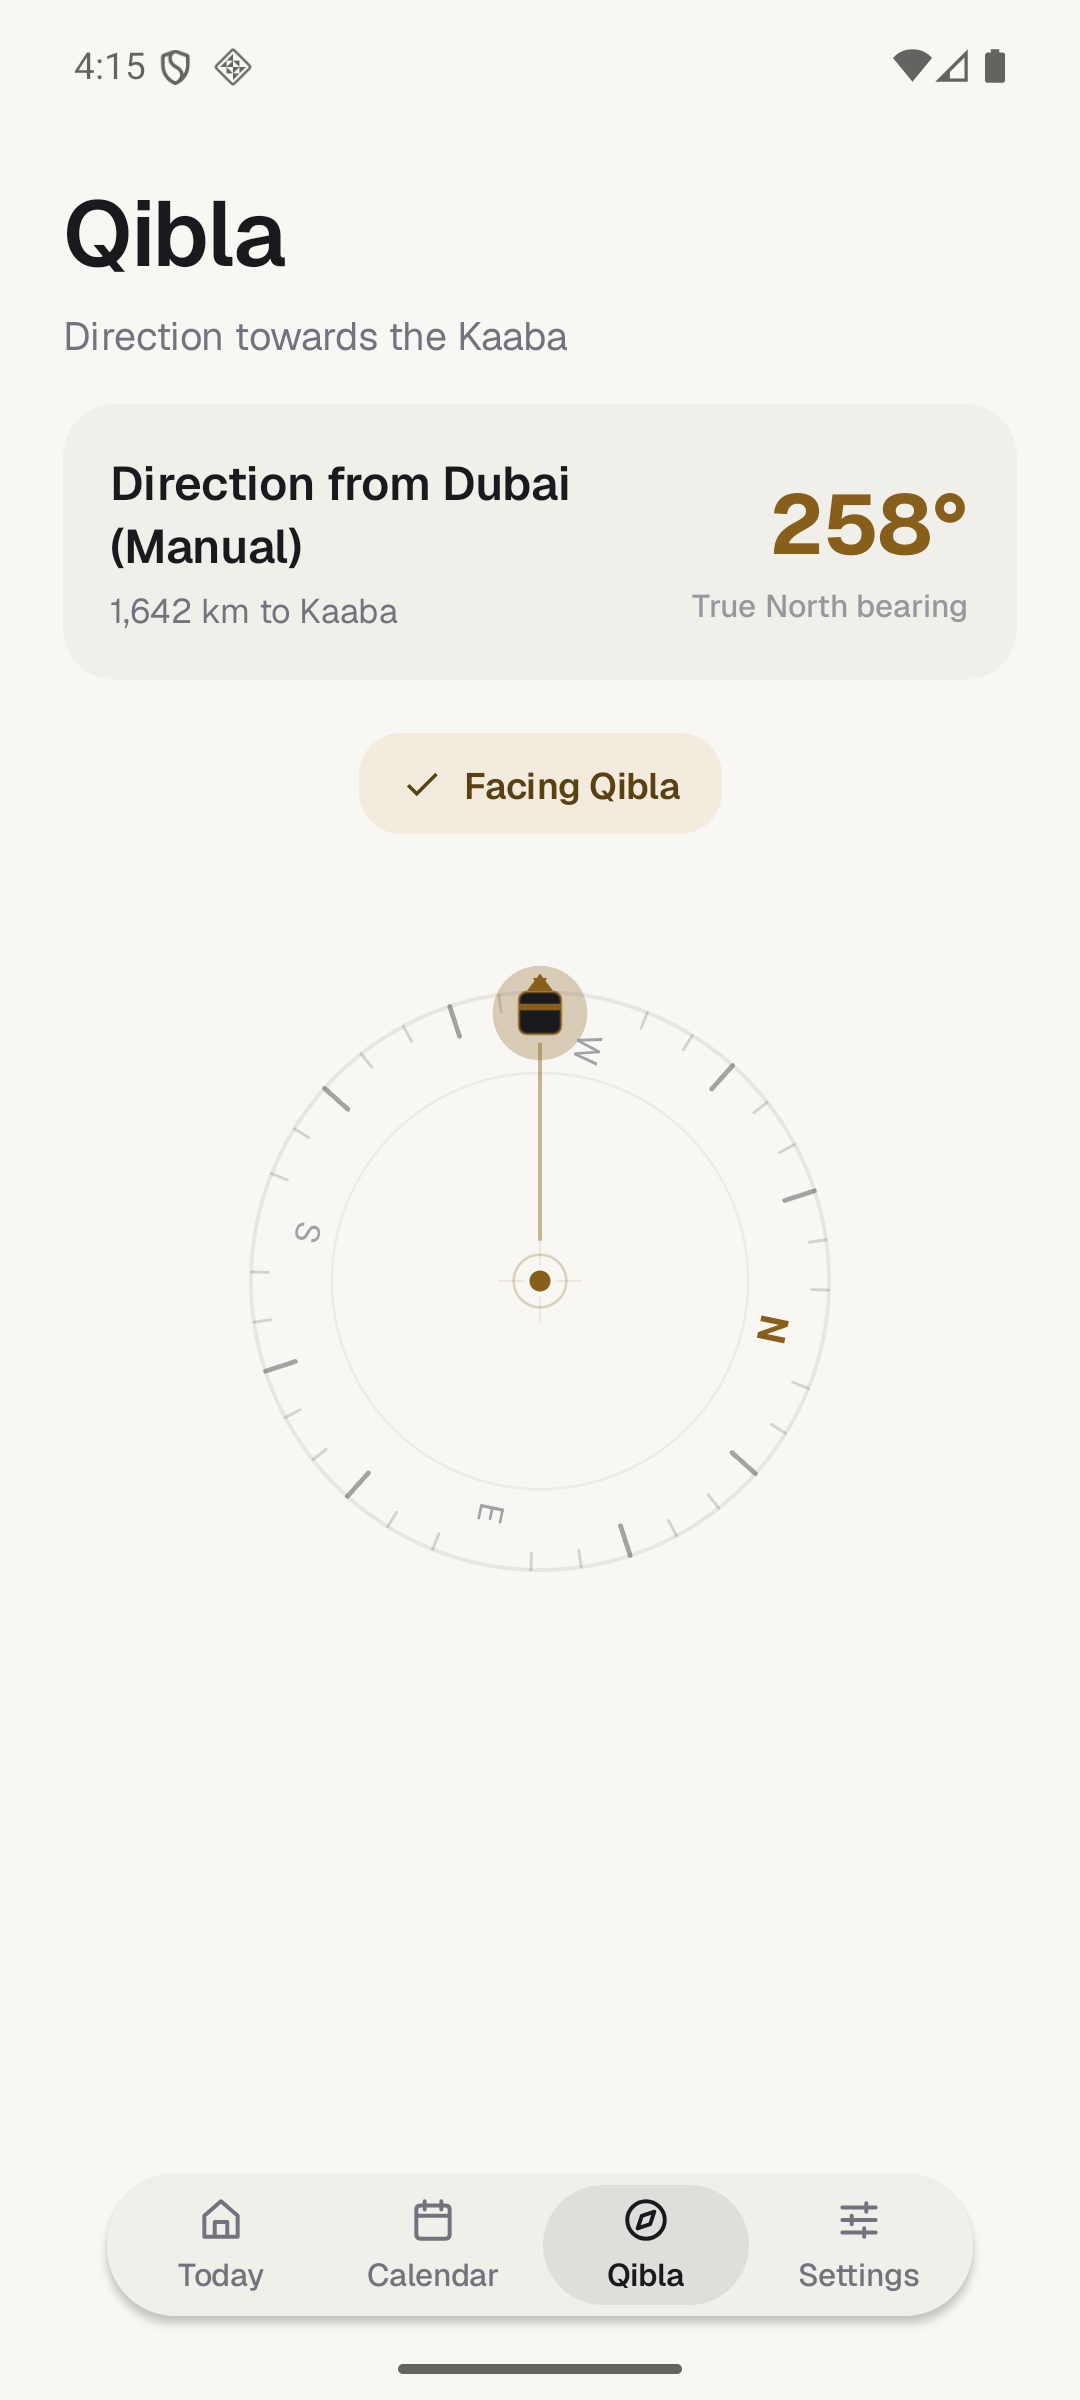 4:15
Qibla
Direction towards the Kaaba
Direction from Dubai
(Manual)
1,642 km to Kaaba
258°
True North bearing
Facing Qibla
W
S
N
E
Today
Calendar
Qibla
Settings